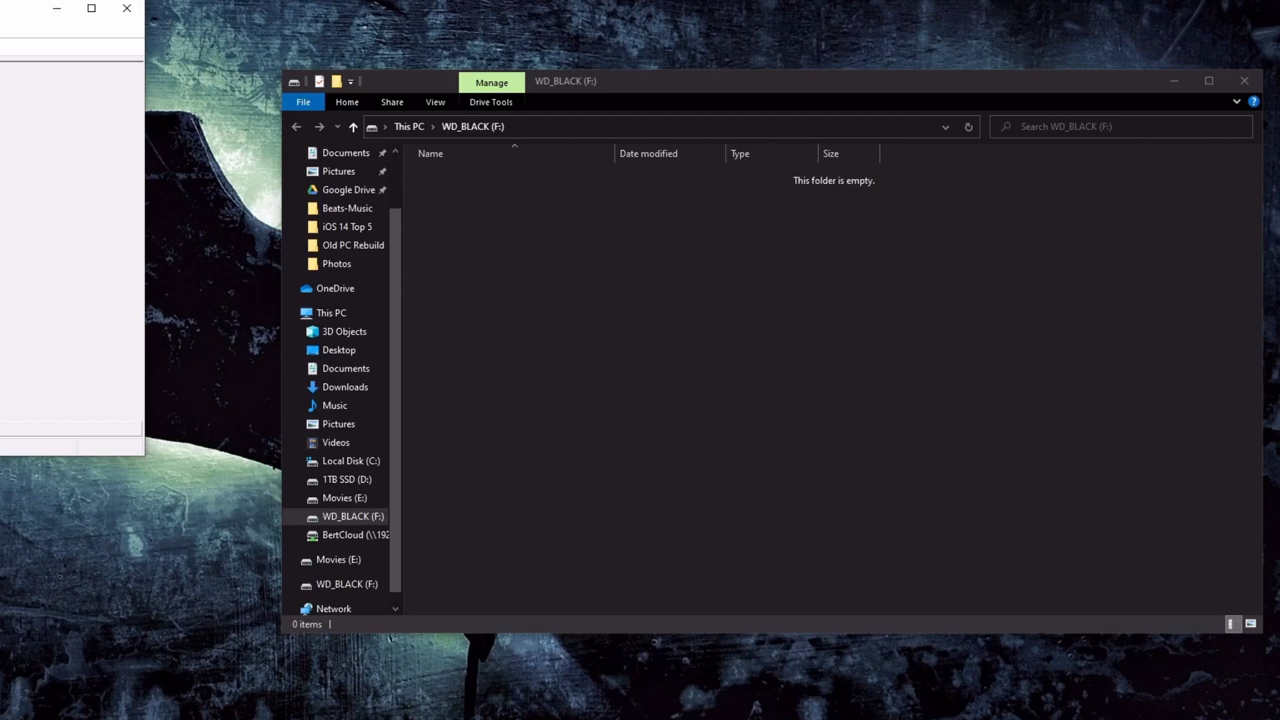 Manage
WD_BLACK (F:)
File
Home
Share
View
Drive Tools
This PC
WD_BLACK (F:)
Search WD_BLACK (F:)
Name
Date modified
Type
Size
This folder is empty.
Documents
Pictures
Google Drive
Beats-Music
iOS 14 Top 5
Old PC Rebuild
Photos
OneDrive
This PC
3D Objects
Desktop
Documents
Downloads
Music
Pictures
Videos
Local Disk (C:)
1TB SSD (D:)
Movies (E:)
WD_BLACK (F:)
BertCloud (\\192
Movies (E:)
WD_BLACK (F:)
Network
0 items